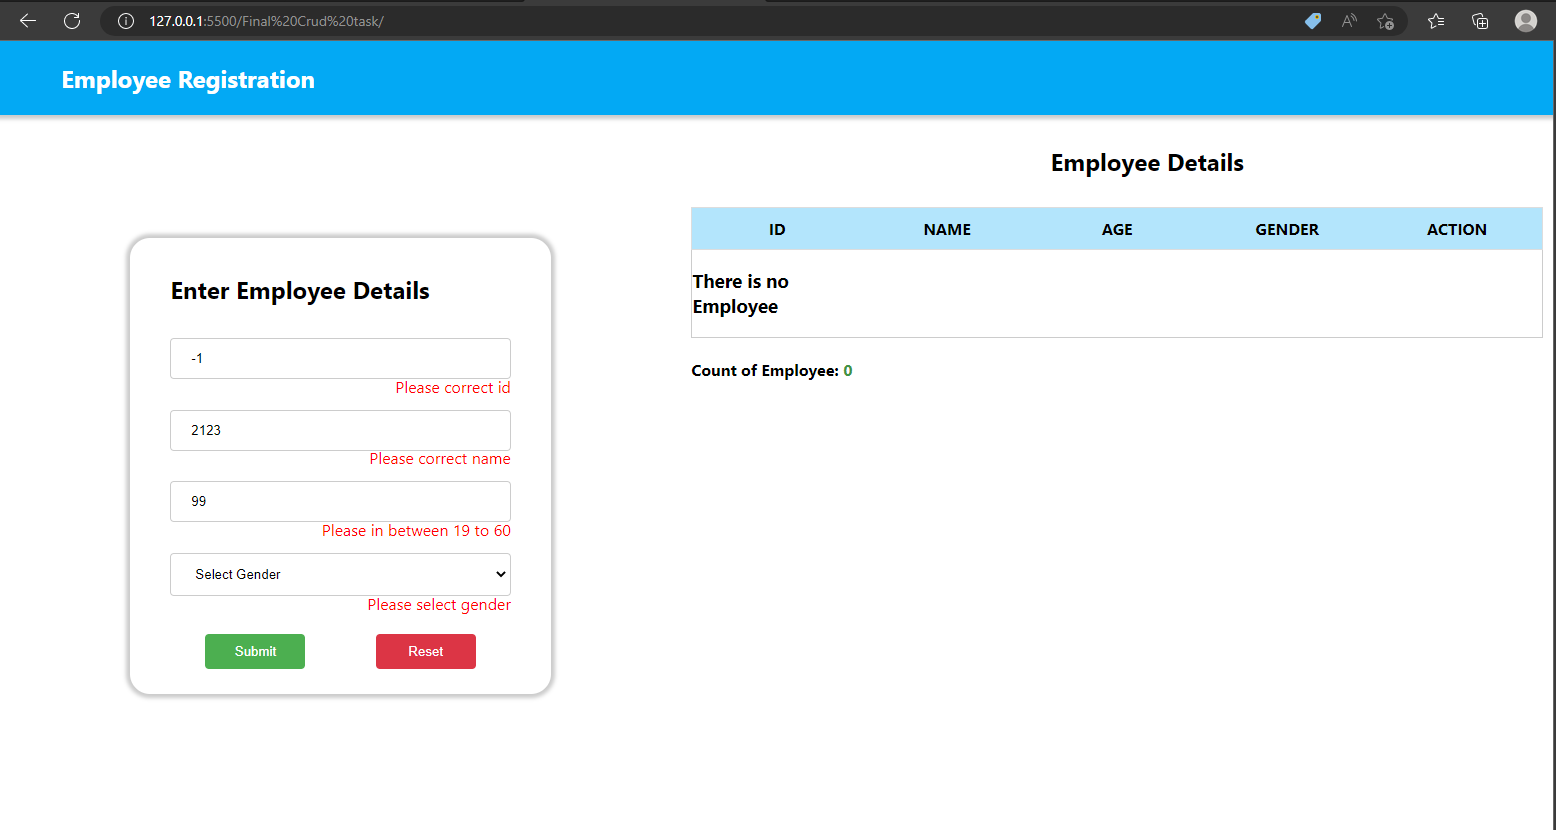 127.0.0.1:5500/Final%20Crud%20task/
Employee Registration
Enter Employee Details
-1
Please correct id
2123
Please correct name
99
Please in between 19 to 60
Select Gender
Please select gender
Submit Reset
Employee Details
ID NAME AGE GENDER ACTION
There is no
Employee
Count of Employee: 0